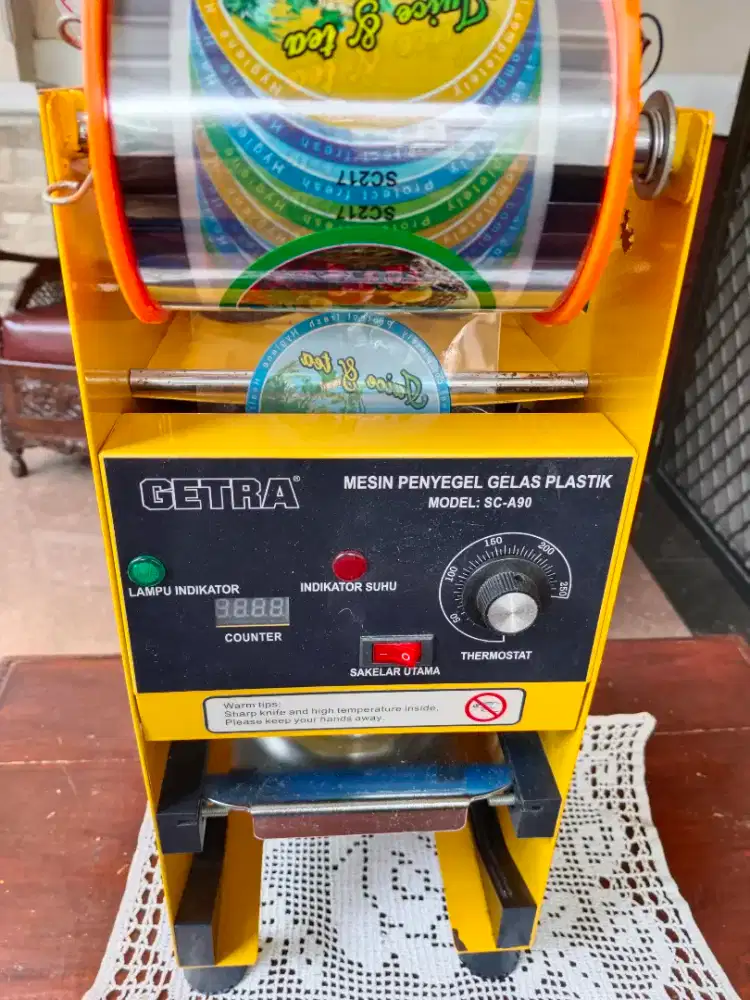 Juice &
tea
SC217
SC217
Juice & tea
GETRA®
MESIN PENYEGEL GELAS PLASTIK
MODEL: SC-A90
LAMPU INDIKATOR
INDIKATOR SUHU
8888
COUNTER
50 100 150 200 250
THERMOSTAT
SAKELAR UTAMA
Warm tips:
Sharp knife and high temperature inside,
Please keep your hands away.